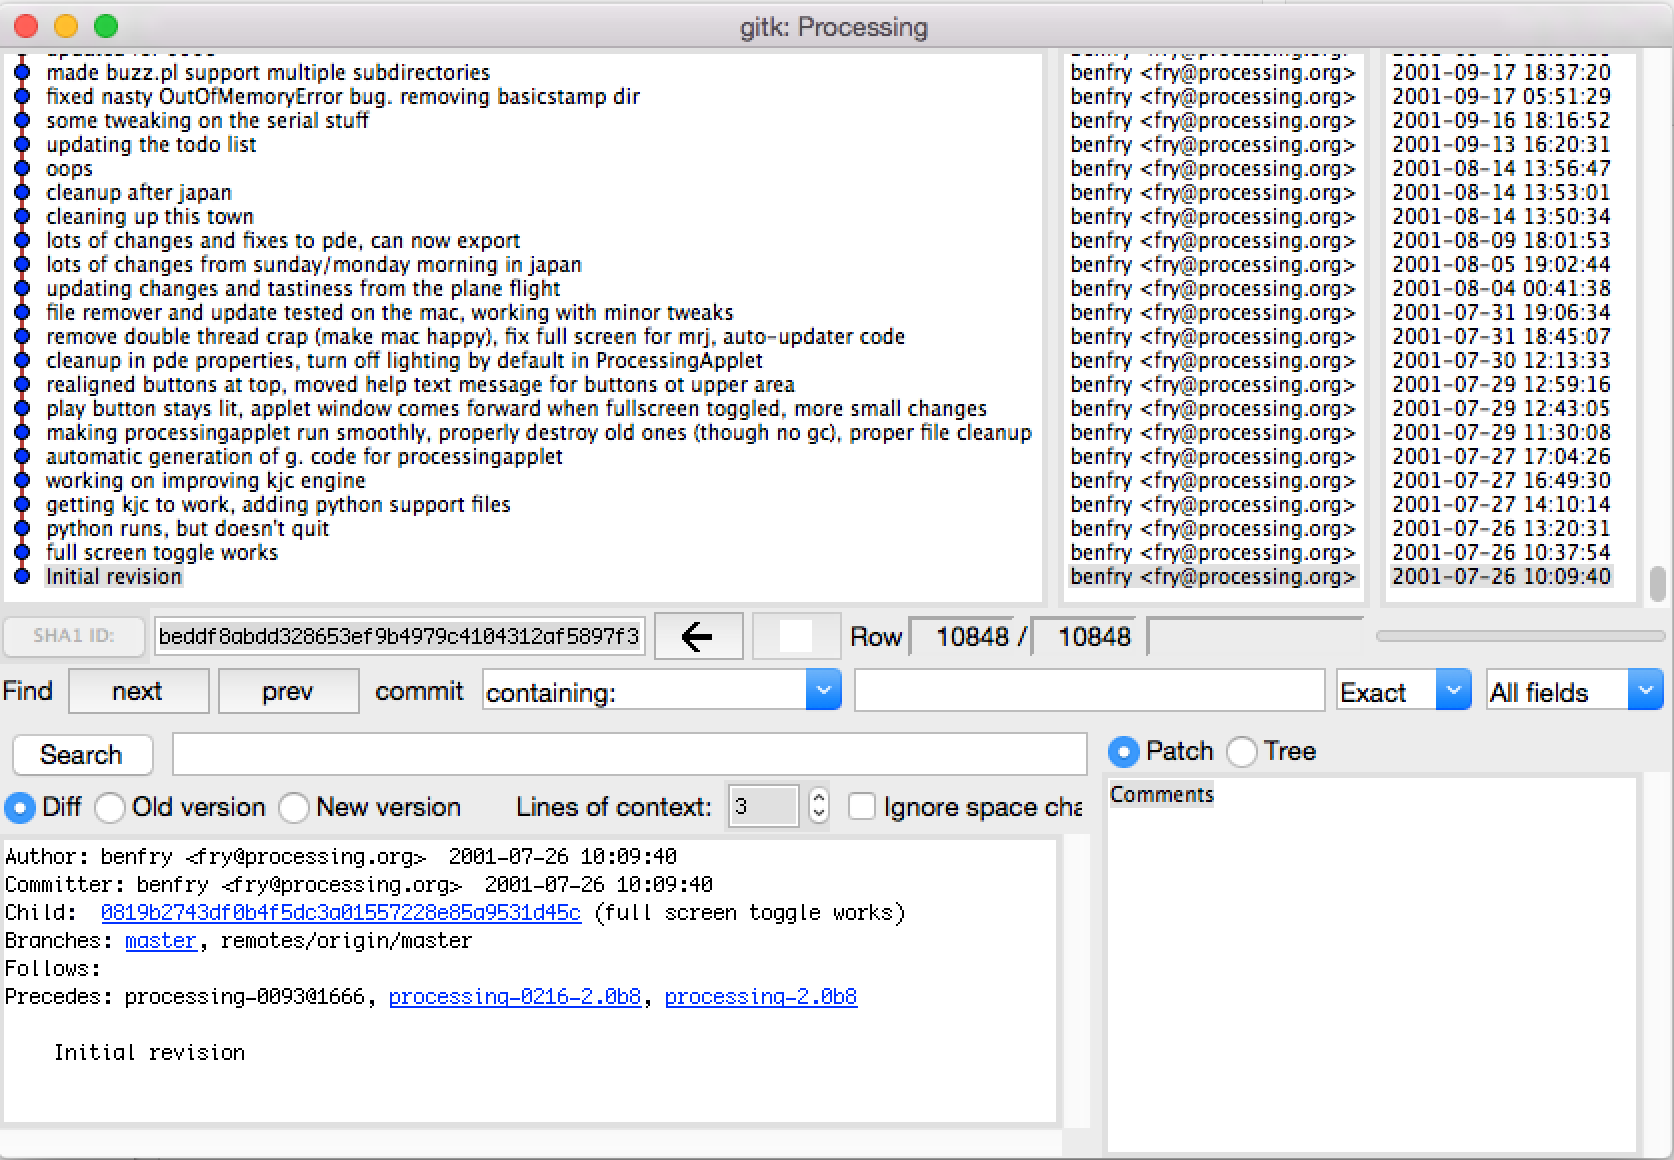 gitk: Processing
made buzz.pl support multiple subdirectories benfry <fry@processing.org> 2001-09-17 18:37:20
fixed nasty OutOfMemoryError bug. removing basicstamp dir benfry <fry@processing.org> 2001-09-17 05:51:29
some tweaking on the serial stuff benfry <fry@processing.org> 2001-09-16 18:16:52
updating the todo list benfry <fry@processing.org> 2001-09-13 16:20:31
oops benfry <fry@processing.org> 2001-08-14 13:56:47
cleanup after japan benfry <fry@processing.org> 2001-08-14 13:53:01
cleaning up this town benfry <fry@processing.org> 2001-08-14 13:50:34
lots of changes and fixes to pde, can now export benfry <fry@processing.org> 2001-08-09 18:01:53
lots of changes from sunday/monday morning in japan benfry <fry@processing.org> 2001-08-05 19:02:44
updating changes and tastiness from the plane flight benfry <fry@processing.org> 2001-08-04 00:41:38
file remover and update tested on the mac, working with minor tweaks benfry <fry@processing.org> 2001-07-31 19:06:34
remove double thread crap (make mac happy), fix full screen for mrj, auto-updater code benfry <fry@processing.org> 2001-07-31 18:45:07
cleanup in pde properties, turn off lighting by default in ProcessingApplet benfry <fry@processing.org> 2001-07-30 12:13:33
realigned buttons at top, moved help text message for buttons ot upper area benfry <fry@processing.org> 2001-07-29 12:59:16
play button stays lit, applet window comes forward when fullscreen toggled, more small changes benfry <fry@processing.org> 2001-07-29 12:43:05
making processingapplet run smoothly, properly destroy old ones (though no gc), proper file cleanup benfry <fry@processing.org> 2001-07-29 11:30:08
automatic generation of g. code for processingapplet benfry <fry@processing.org> 2001-07-27 17:04:26
working on improving kjc engine benfry <fry@processing.org> 2001-07-27 16:49:30
getting kjc to work, adding python support files benfry <fry@processing.org> 2001-07-27 14:10:14
python runs, but doesn't quit benfry <fry@processing.org> 2001-07-26 13:20:31
full screen toggle works benfry <fry@processing.org> 2001-07-26 10:37:54
Initial revision benfry <fry@processing.org> 2001-07-26 10:09:40
SHA1 ID: beddf8abdd328653ef9b4979c4104312af5897f3 Row 10848 / 10848
Find next prev commit containing: Exact All fields
Search Patch Tree
Diff Old version New version Lines of context: 3 Ignore space cha
Comments
Author: benfry <fry@processing.org> 2001-07-26 10:09:40
Committer: benfry <fry@processing.org> 2001-07-26 10:09:40
Child: 0819b2743df0b4f5dc3a01557228e85a9531d45c (full screen toggle works)
Branches: master, remotes/origin/master
Follows:
Precedes: processing-0093@1666, processing-0216-2.0b8, processing-2.0b8
Initial revision